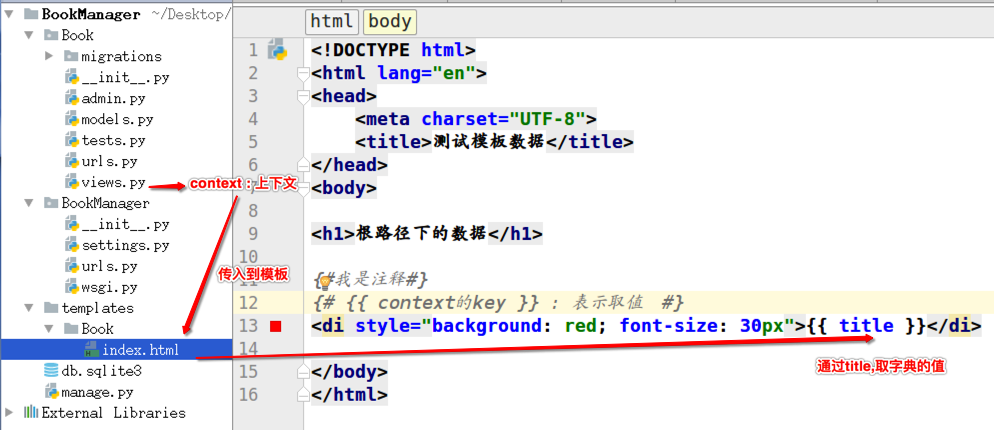 BookManager ~/Desktop/
Book
migrations
__init__.py
admin.py
models.py
tests.py
urls.py
views.py
context：上下文
BookManager
__init__.py
settings.py
传入到模板
urls.py
wsgi.py
templates
Book
index.html
db.sqlite3
manage.py
External Libraries
html body
1 <!DOCTYPE html>
2 <html lang="en">
3 <head>
4 <meta charset="UTF-8">
5 <title>测试模板数据</title>
6 </head>
7 <body>
8
9 <h1>根路径下的数据</h1>
10
11 {#我是注释#}
12 {# {{ context的key }} : 表示取值 #}
13 <di style="background: red; font-size: 30px">{{ title }}</di>
14
通过title,取字典的值
15 </body>
16 </html>